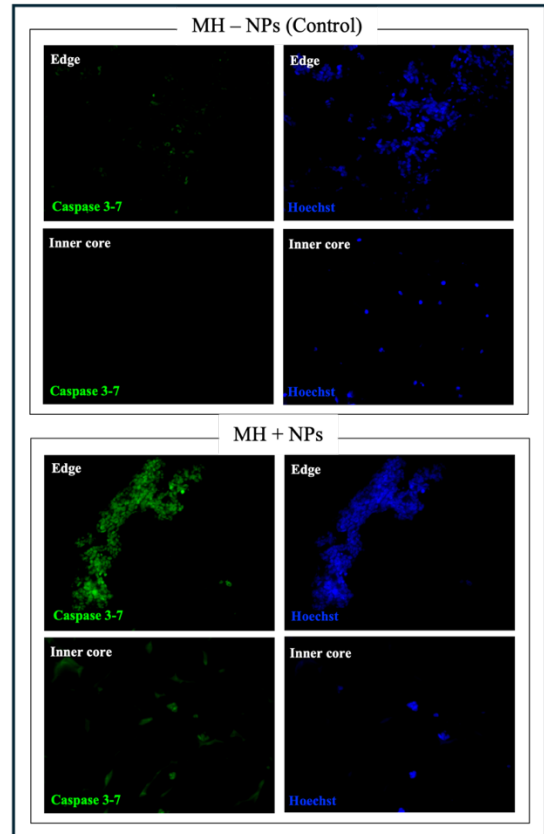 MH – NPs (Control)
Edge
Caspase 3-7
Edge
Hoechst
Inner core
Caspase 3-7
Inner core
Hoechst
MH + NPs
Edge
Caspase 3-7
Edge
Hoechst
Inner core
Caspase 3-7
Inner core
Hoechst